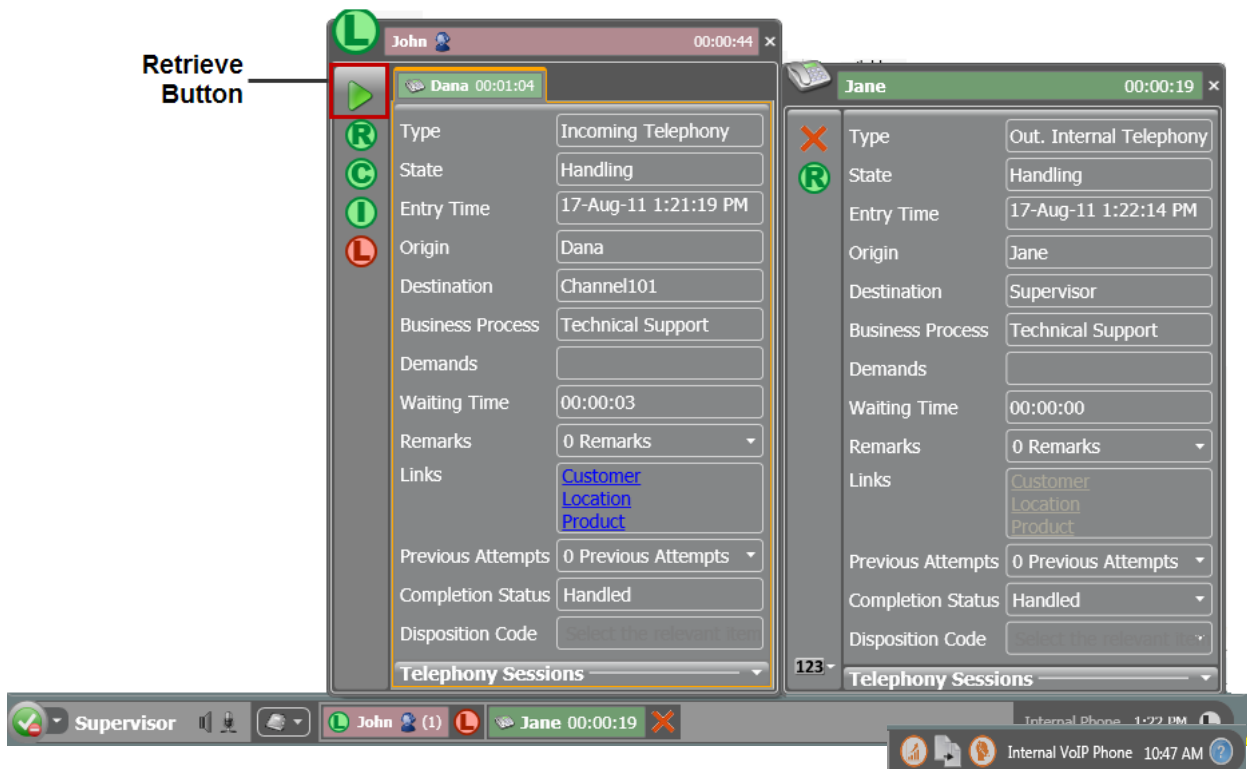 Retrieve
Button
L
John 00:00:44 ×
Dana 00:01:04
R
C
I
L
Type Incoming Telephony
State Handling
Entry Time 17-Aug-11 1:21:19 PM
Origin Dana
Destination Channel101
Business Process Technical Support
Demands
Waiting Time 00:00:03
Remarks 0 Remarks
Links Customer
Location
Product
Previous Attempts 0 Previous Attempts
Completion Status Handled
Disposition Code Select the relevant item
Telephony Sessions
Jane 00:00:19 ×
R
Type Out. Internal Telephony
State Handling
Entry Time 17-Aug-11 1:22:14 PM
Origin Jane
Destination Supervisor
Business Process Technical Support
Demands
Waiting Time 00:00:00
Remarks 0 Remarks
Links Customer
Location
Product
Previous Attempts 0 Previous Attempts
Completion Status Handled
Disposition Code Select the relevant item
123
Telephony Sessions
Supervisor L John (1) L Jane 00:00:19 Internal Phone 1:22 PM
Internal VoIP Phone 10:47 AM ?